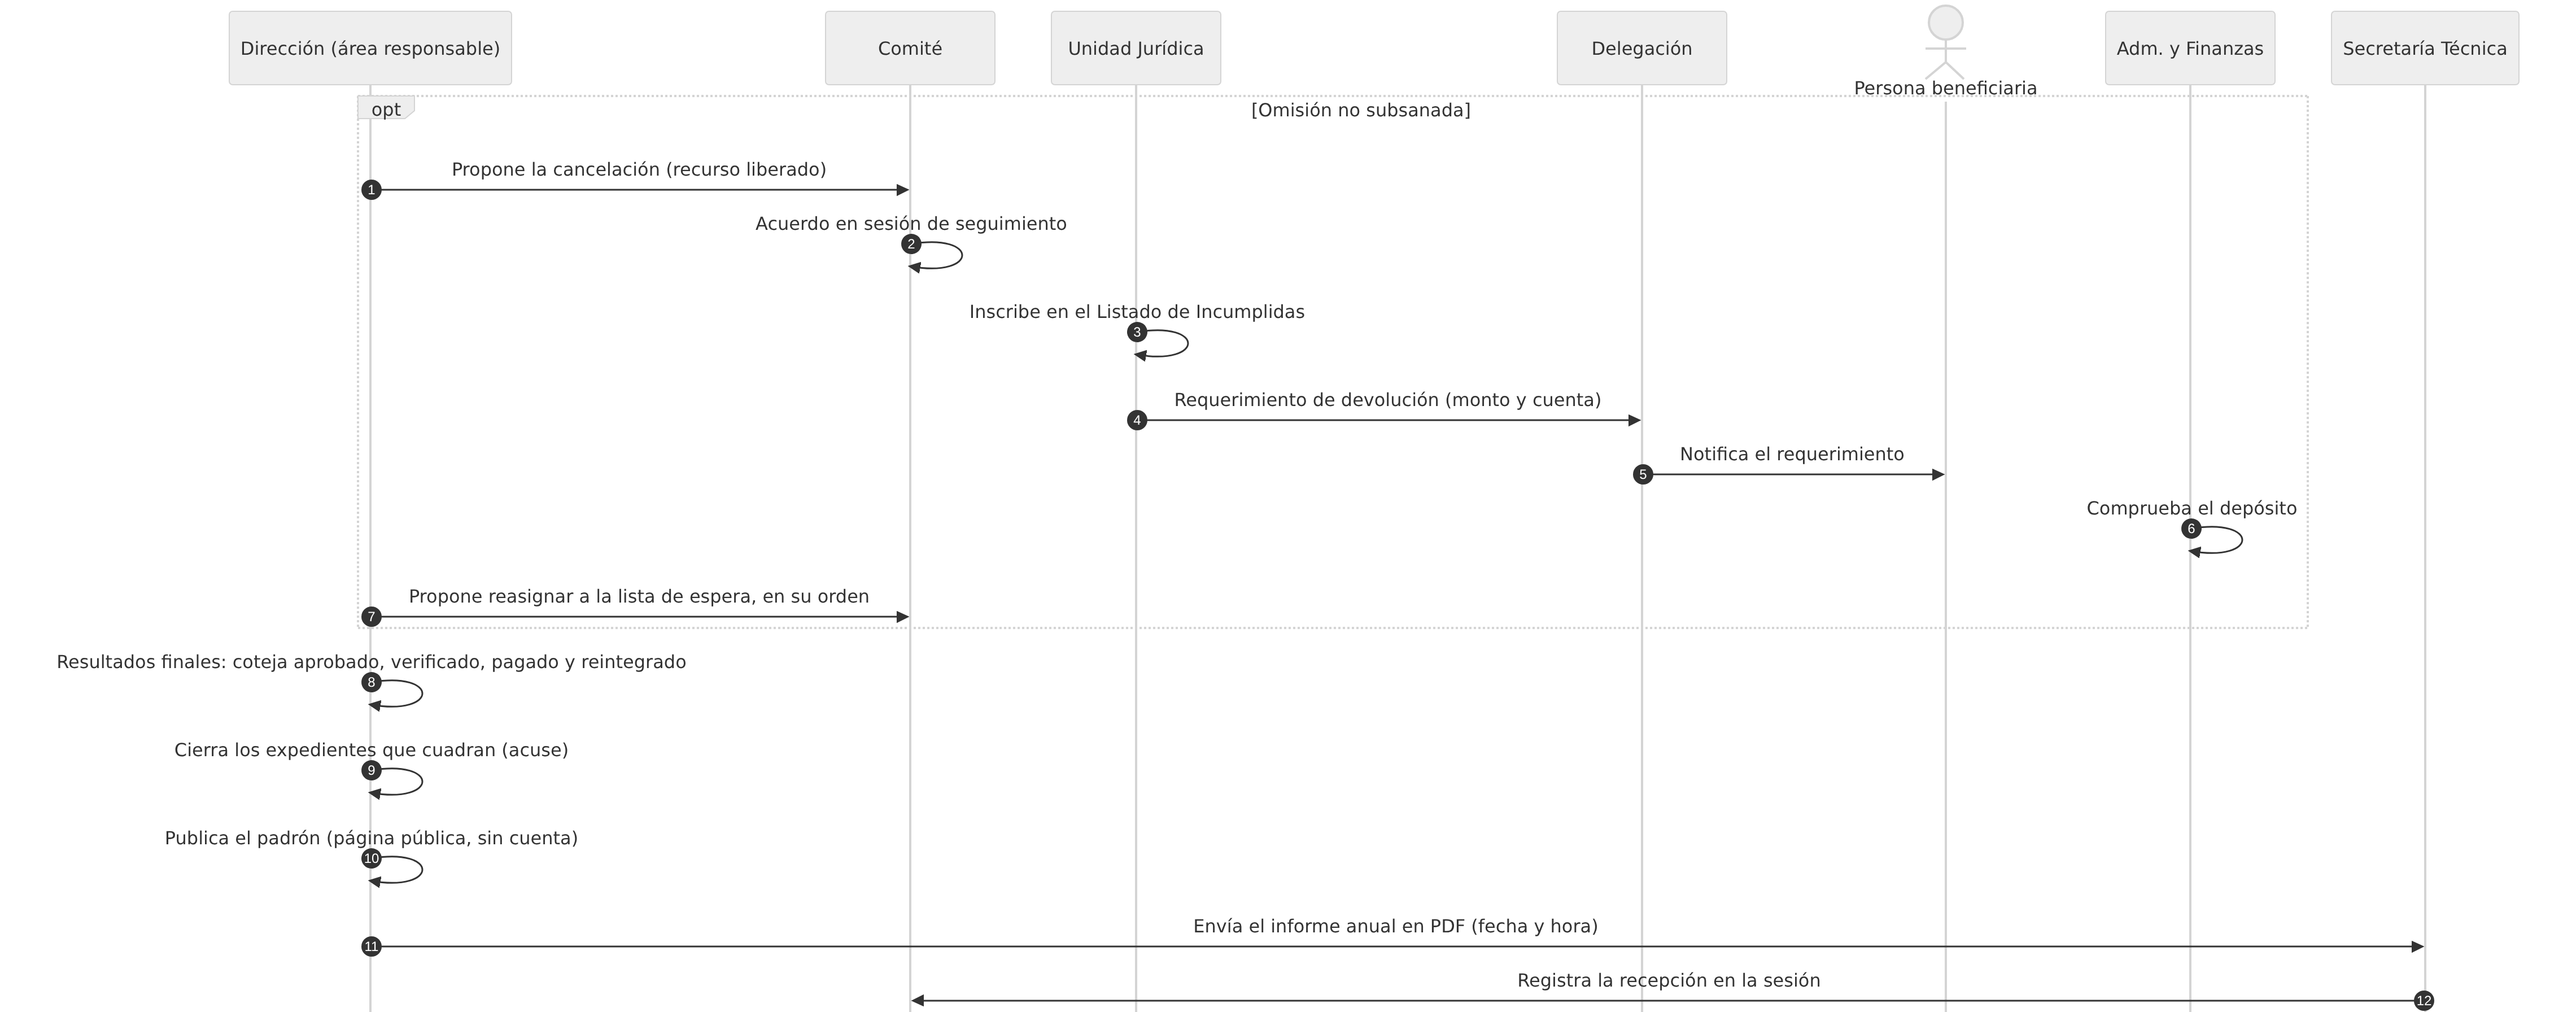 Dirección (área responsable)
Comité
Unidad Jurídica
Delegación
Persona beneficiaria
Adm. y Finanzas
Secretaría Técnica
opt
[Omisión no subsanada]
Propone la cancelación (recurso liberado)
1
Acuerdo en sesión de seguimiento
2
Inscribe en el Listado de Incumplidas
3
Requerimiento de devolución (monto y cuenta)
4
Notifica el requerimiento
5
Comprueba el depósito
6
Propone reasignar a la lista de espera, en su orden
7
Resultados finales: coteja aprobado, verificado, pagado y reintegrado
8
Cierra los expedientes que cuadran (acuse)
9
Publica el padrón (página pública, sin cuenta)
10
Envía el informe anual en PDF (fecha y hora)
11
Registra la recepción en la sesión
12